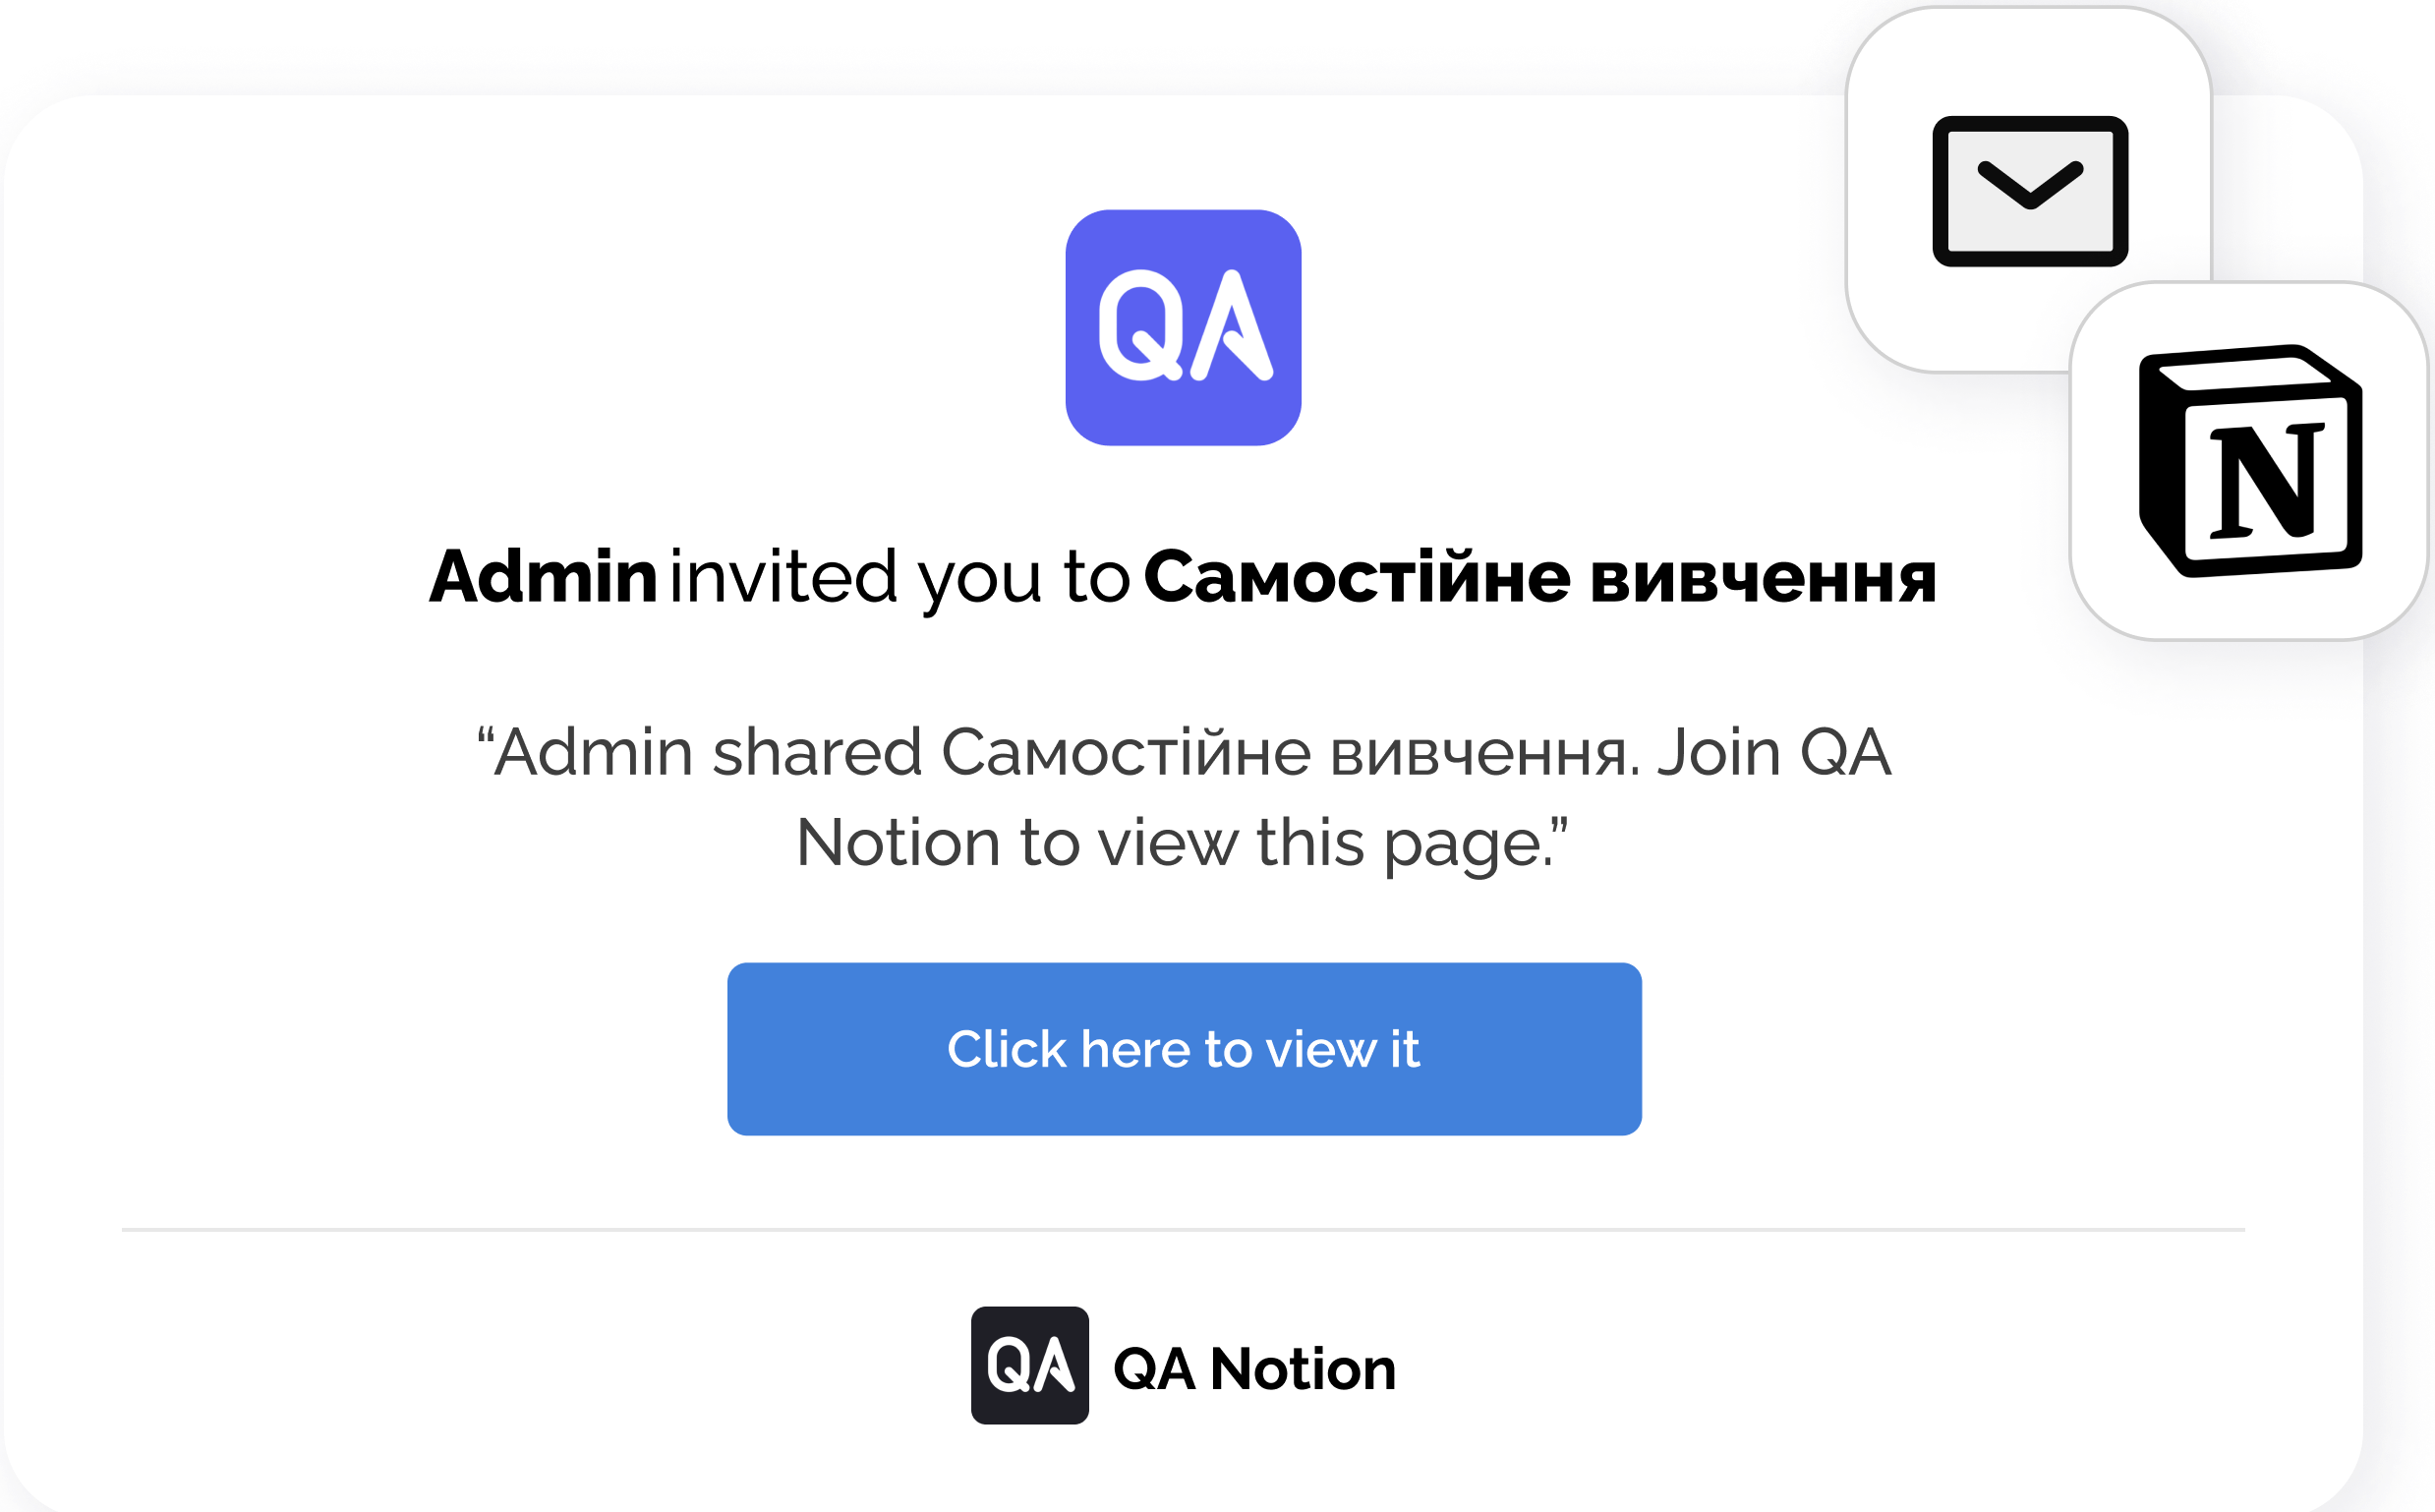 QA
N
Admin invited you to Самостійне вивчення
“Admin shared Самостійне вивчення. Join QA
Notion to view this page.”
Click here to view it
QA QA Notion